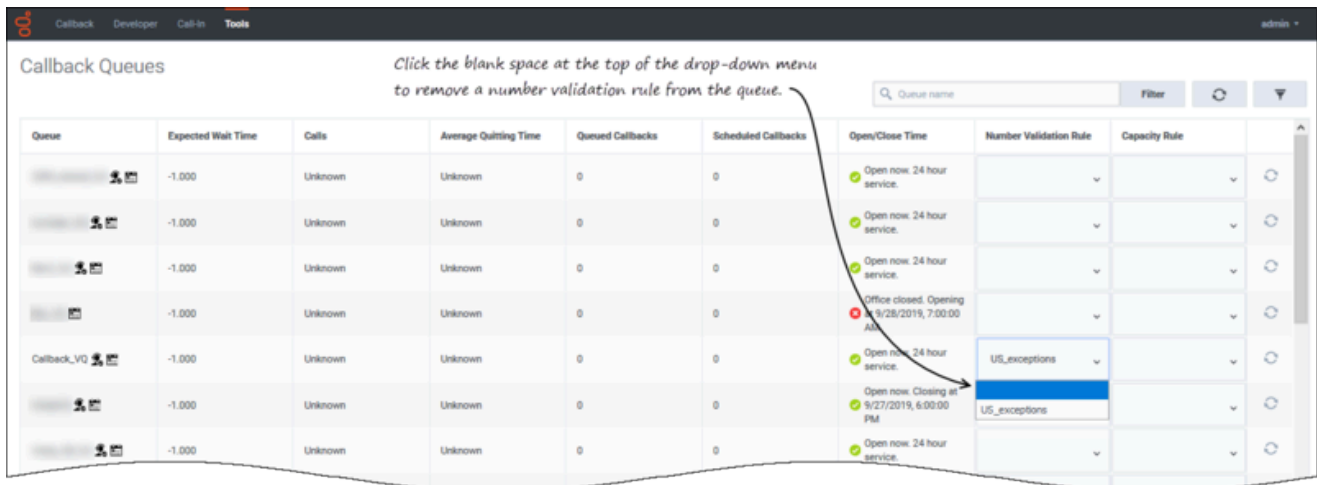 Callback Developer Call-In Tools admin
Callback Queues
Click the blank space at the top of the drop-down menu
to remove a number validation rule from the queue.
Queue name Filter
Queue Expected Wait Time Calls Average Quitting Time Queued Callbacks Scheduled Callbacks Open/Close Time Number Validation Rule Capacity Rule
-1.000 Unknown Unknown 0 0 Open now. 24 hour
service.
-1.000 Unknown Unknown 0 0 Open now. 24 hour
service.
-1.000 Unknown Unknown 0 0 Open now. 24 hour
service.
-1.000 Unknown Unknown 0 0 Office closed. Opening
at 9/28/2019, 7:00:00
AM
Callback_VQ -1.000 Unknown Unknown 0 0 Open now. 24 hour
service. US_exceptions
-1.000 Unknown Unknown 0 0 Open now. Closing at
9/27/2019, 6:00:00
PM US_exceptions
-1.000 Unknown Unknown 0 0 Open now. 24 hour
service.